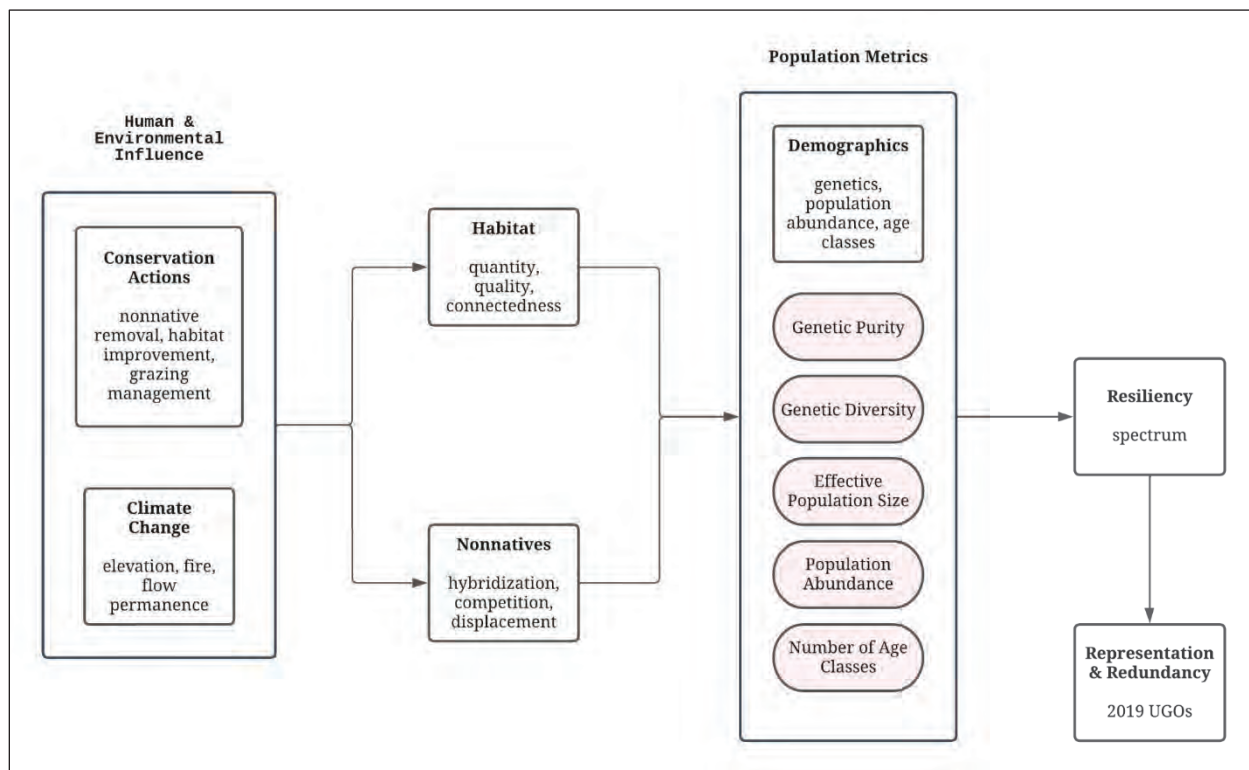 Human &
Environmental
Influence
Conservation
Actions
nonnative
removal, habitat
improvement,
grazing
management
Climate
Change
elevation, fire,
flow
permanence
Habitat
quantity,
quality,
connectedness
Nonnatives
hybridization,
competition,
displacement
Population Metrics
Demographics
genetics,
population
abundance, age
classes
Genetic Purity
Genetic Diversity
Effective
Population Size
Population
Abundance
Number of Age
Classes
Resiliency
spectrum
Representation
& Redundancy
2019 UGOs